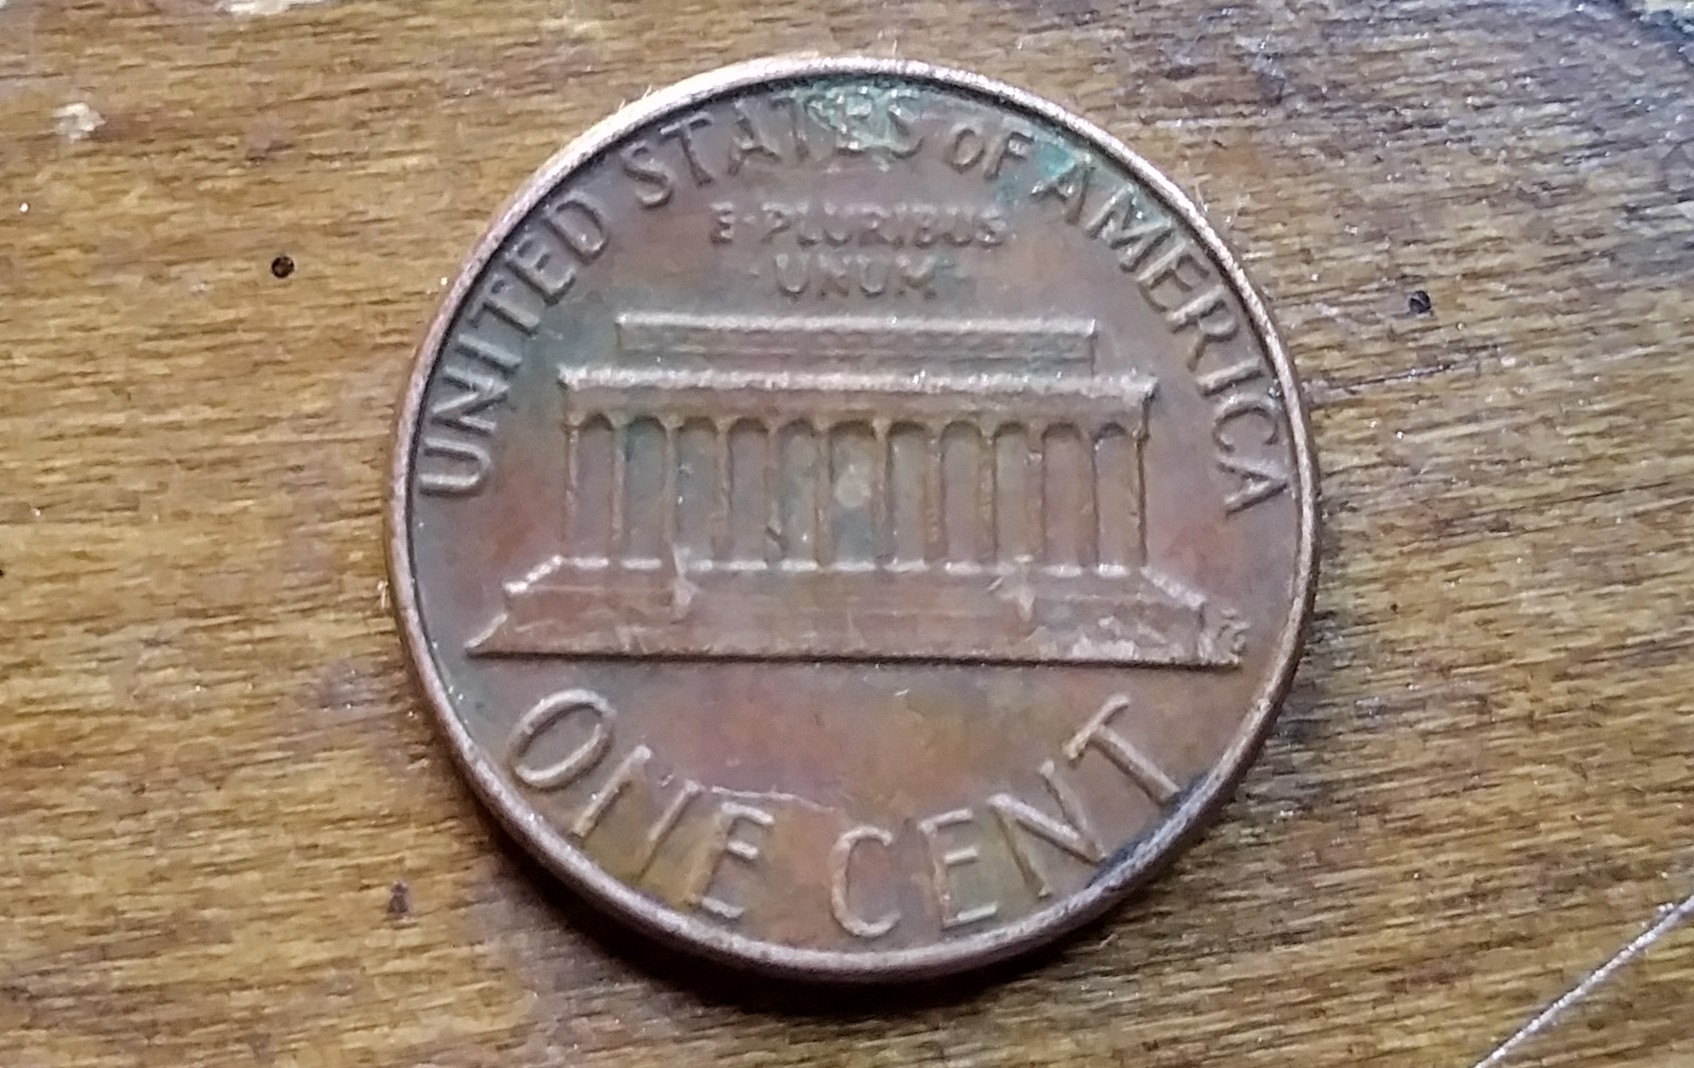 UNITED STATES OF AMERICA
E·PLURIBUS
UNUM
ONE CENT